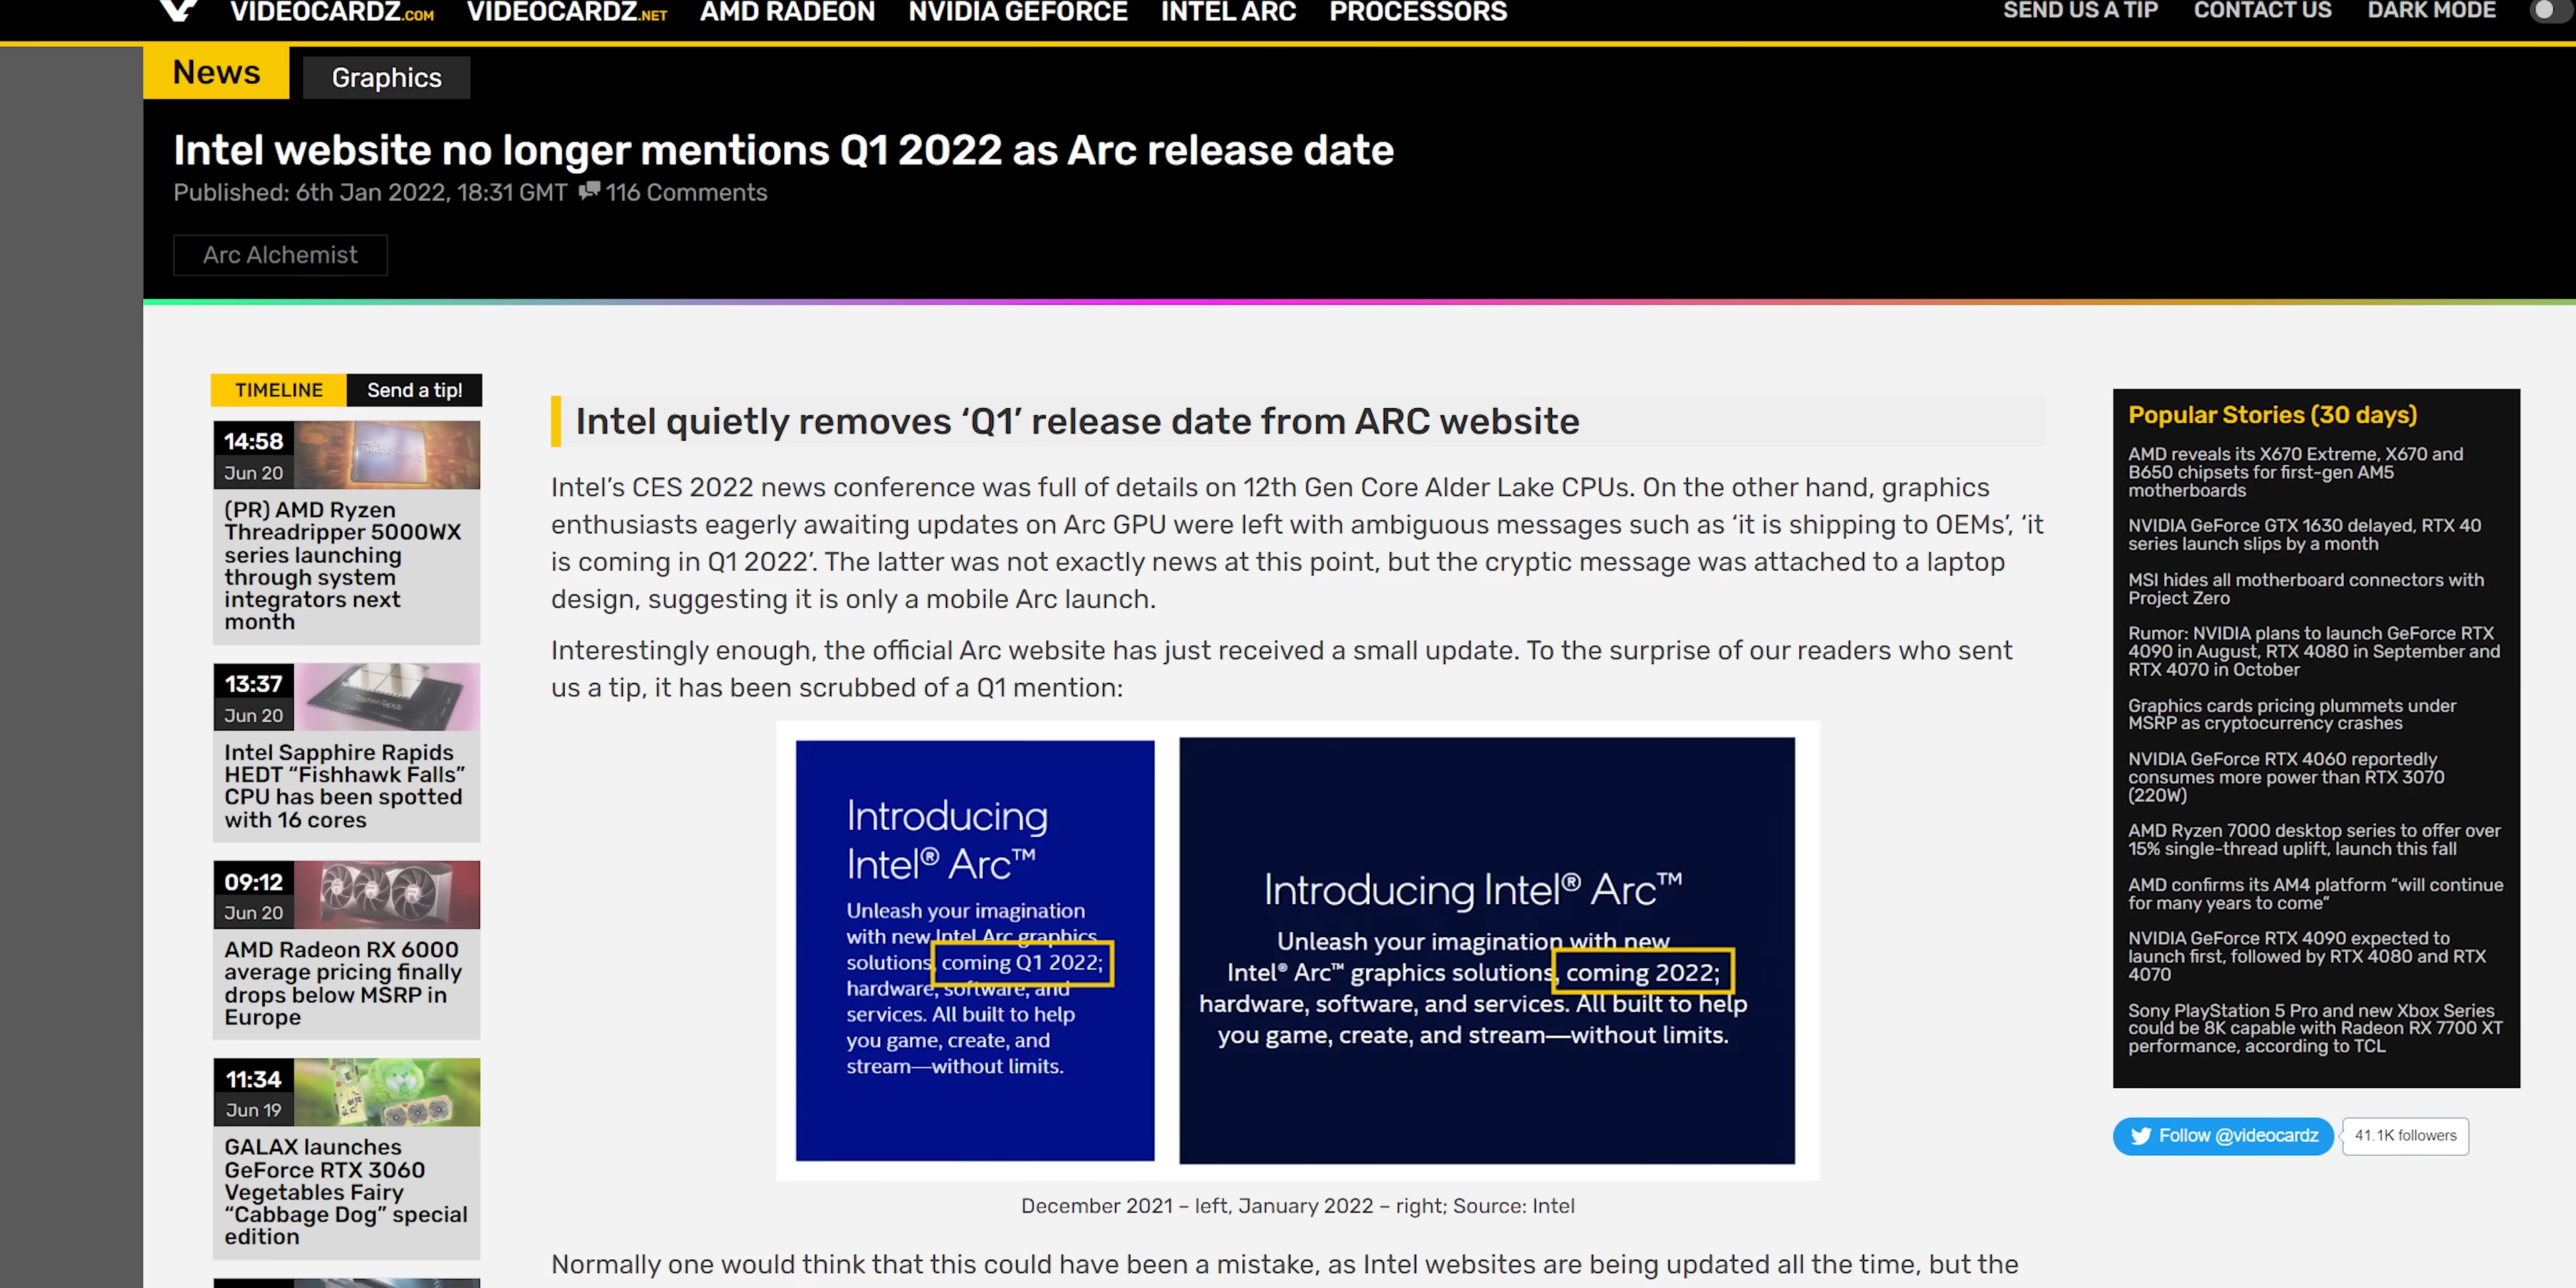 VIDEOCARDZ.COM VIDEOCARDZ.NET AMD RADEON NVIDIA GEFORCE INTEL ARC PROCESSORS SEND US A TIP CONTACT US DARK MODE
News Graphics
Intel website no longer mentions Q1 2022 as Arc release date
Published: 6th Jan 2022, 18:31 GMT 116 Comments
Arc Alchemist
TIMELINE Send a tip!
14:58
Jun 20
(PR) AMD Ryzen
Threadripper 5000WX
series launching
through system
integrators next
month
13:37
Jun 20
Intel Sapphire Rapids
HEDT “Fishhawk Falls”
CPU has been spotted
with 16 cores
09:12
Jun 20
AMD Radeon RX 6000
average pricing finally
drops below MSRP in
Europe
11:34
Jun 19
GALAX launches
GeForce RTX 3060
Vegetables Fairy
“Cabbage Dog” special
edition
Intel quietly removes ‘Q1’ release date from ARC website
Intel’s CES 2022 news conference was full of details on 12th Gen Core Alder Lake CPUs. On the other hand, graphics
enthusiasts eagerly awaiting updates on Arc GPU were left with ambiguous messages such as ‘it is shipping to OEMs’, ‘it
is coming in Q1 2022’. The latter was not exactly news at this point, but the cryptic message was attached to a laptop
design, suggesting it is only a mobile Arc launch.
Interestingly enough, the official Arc website has just received a small update. To the surprise of our readers who sent
us a tip, it has been scrubbed of a Q1 mention:
Introducing
Intel® Arc™
Unleash your imagination
with new Intel Arc graphics
solutions, coming Q1 2022;
hardware, software, and
services. All built to help
you game, create, and
stream—without limits.
Introducing Intel® Arc™
Unleash your imagination with new
Intel® Arc™ graphics solutions, coming 2022;
hardware, software, and services. All built to help
you game, create, and stream—without limits.
December 2021 – left, January 2022 – right; Source: Intel
Normally one would think that this could have been a mistake, as Intel websites are being updated all the time, but the
Popular Stories (30 days)
AMD reveals its X670 Extreme, X670 and
B650 chipsets for first-gen AM5
motherboards
NVIDIA GeForce GTX 1630 delayed, RTX 40
series launch slips by a month
MSI hides all motherboard connectors with
Project Zero
Rumor: NVIDIA plans to launch GeForce RTX
4090 in August, RTX 4080 in September and
RTX 4070 in October
Graphics cards pricing plummets under
MSRP as cryptocurrency crashes
NVIDIA GeForce RTX 4060 reportedly
consumes more power than RTX 3070
(220W)
AMD Ryzen 7000 desktop series to offer over
15% single-thread uplift, launch this fall
AMD confirms its AM4 platform “will continue
for many years to come”
NVIDIA GeForce RTX 4090 expected to
launch first, followed by RTX 4080 and RTX
4070
Sony PlayStation 5 Pro and new Xbox Series
could be 8K capable with Radeon RX 7700 XT
performance, according to TCL
Follow @videocardz 41.1K followers